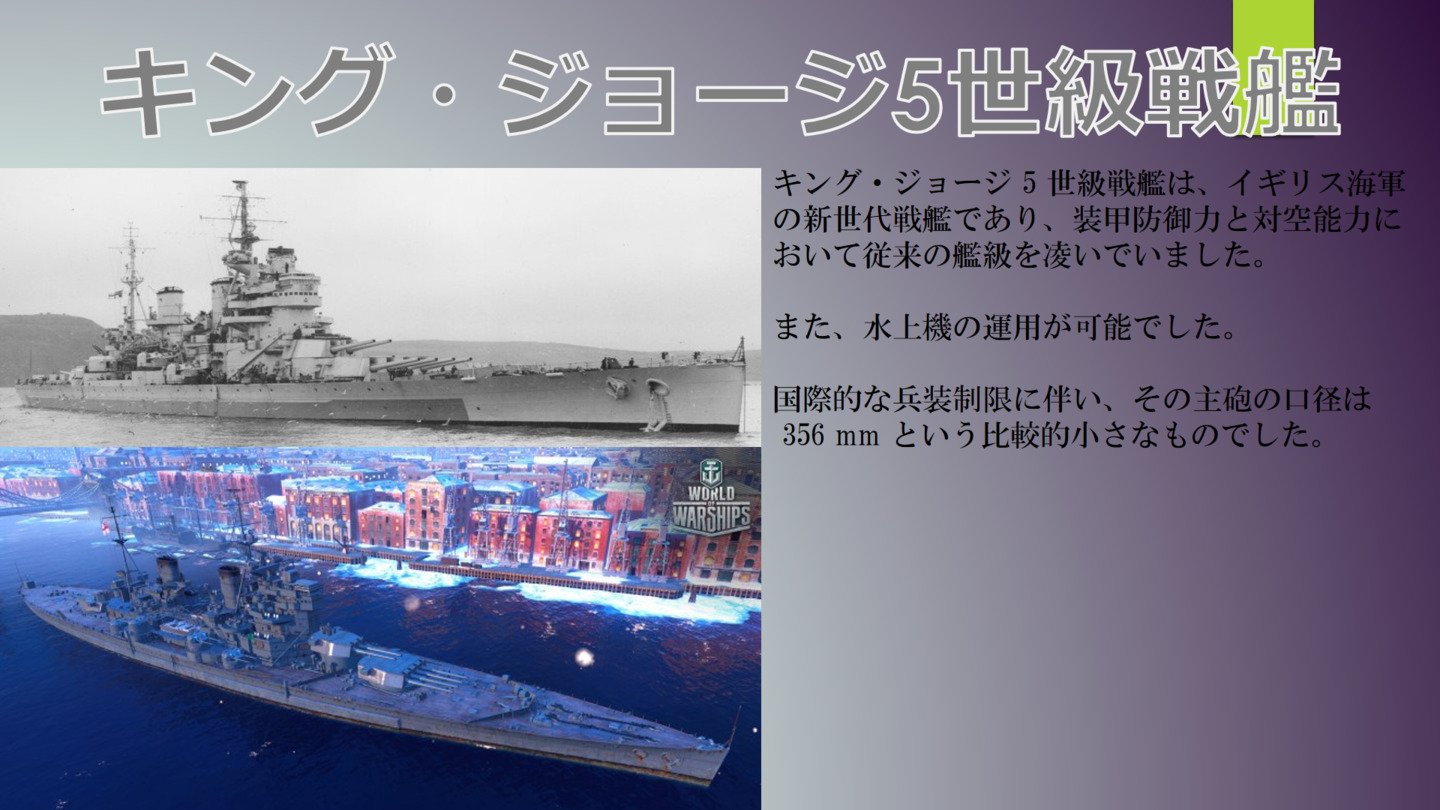 キング・ジョージ5世級戦艦
キング・ジョージ 5 世級戦艦は、イギリス海軍
の新世代戦艦であり、装甲防御力と対空能力に
おいて従来の艦級を凌いでいました。
また、水上機の運用が可能でした。
国際的な兵装制限に伴い、その主砲の口径は
356 mm という比較的小さなものでした。
WORLD
OF
WARSHIPS